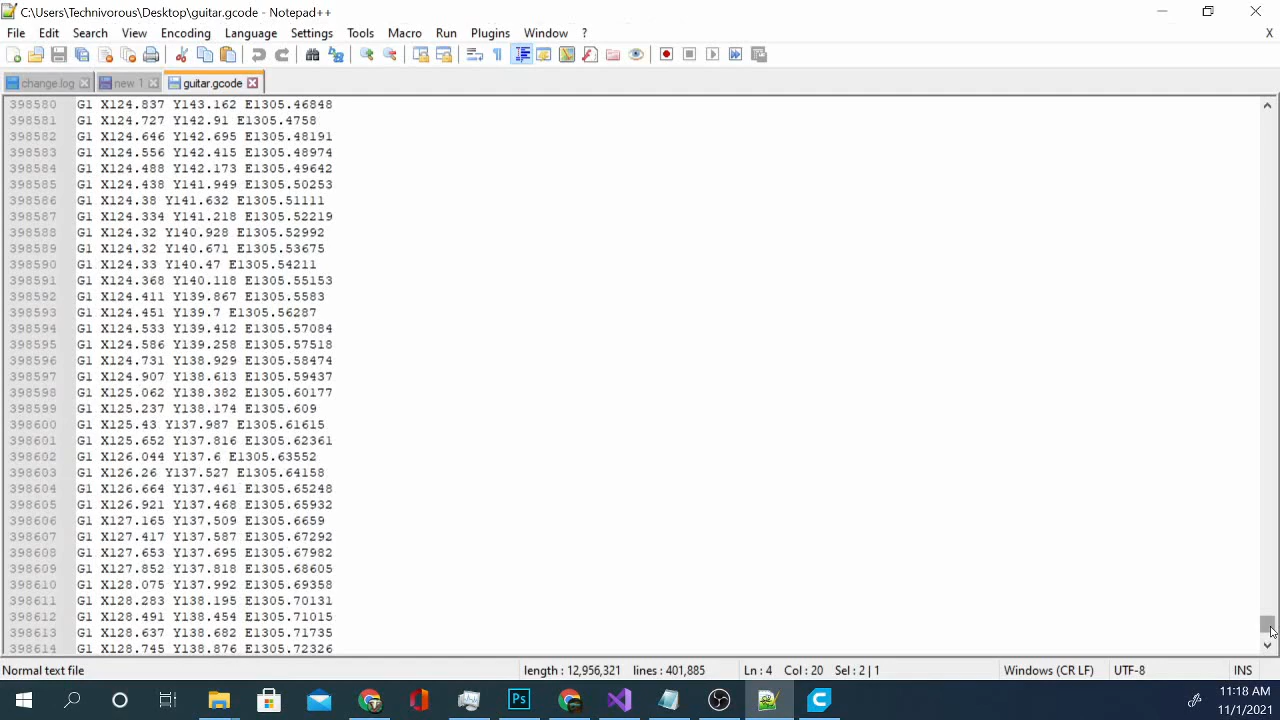 C:\Users\Technivorous\Desktop\guitar.gcode - Notepad++
File Edit Search View Encoding Language Settings Tools Macro Run Plugins Window ? X
change.log new 1 guitar.gcode
398580 G1 X124.837 Y143.162 E1305.46848
398581 G1 X124.727 Y142.91 E1305.4758
398582 G1 X124.646 Y142.695 E1305.48191
398583 G1 X124.556 Y142.415 E1305.48974
398584 G1 X124.488 Y142.173 E1305.49642
398585 G1 X124.438 Y141.949 E1305.50253
398586 G1 X124.38 Y141.632 E1305.51111
398587 G1 X124.334 Y141.218 E1305.52219
398588 G1 X124.32 Y140.928 E1305.52992
398589 G1 X124.32 Y140.671 E1305.53675
398590 G1 X124.33 Y140.47 E1305.54211
398591 G1 X124.368 Y140.118 E1305.55153
398592 G1 X124.411 Y139.867 E1305.5583
398593 G1 X124.451 Y139.7 E1305.56287
398594 G1 X124.533 Y139.412 E1305.57084
398595 G1 X124.586 Y139.258 E1305.57518
398596 G1 X124.731 Y138.929 E1305.58474
398597 G1 X124.907 Y138.613 E1305.59437
398598 G1 X125.062 Y138.382 E1305.60177
398599 G1 X125.237 Y138.174 E1305.609
398600 G1 X125.43 Y137.987 E1305.61615
398601 G1 X125.652 Y137.816 E1305.62361
398602 G1 X126.044 Y137.6 E1305.63552
398603 G1 X126.26 Y137.527 E1305.64158
398604 G1 X126.664 Y137.461 E1305.65248
398605 G1 X126.921 Y137.468 E1305.65932
398606 G1 X127.165 Y137.509 E1305.6659
398607 G1 X127.417 Y137.587 E1305.67292
398608 G1 X127.653 Y137.695 E1305.67982
398609 G1 X127.852 Y137.818 E1305.68605
398610 G1 X128.075 Y137.992 E1305.69358
398611 G1 X128.283 Y138.195 E1305.70131
398612 G1 X128.491 Y138.454 E1305.71015
398613 G1 X128.637 Y138.682 E1305.71735
398614 G1 X128.745 Y138.876 E1305.72326
Normal text file length : 12,956,321 lines : 401,885 Ln : 4 Col : 20 Sel : 2 | 1 Windows (CR LF) UTF-8 INS
Ps
11:18 AM
11/1/2021